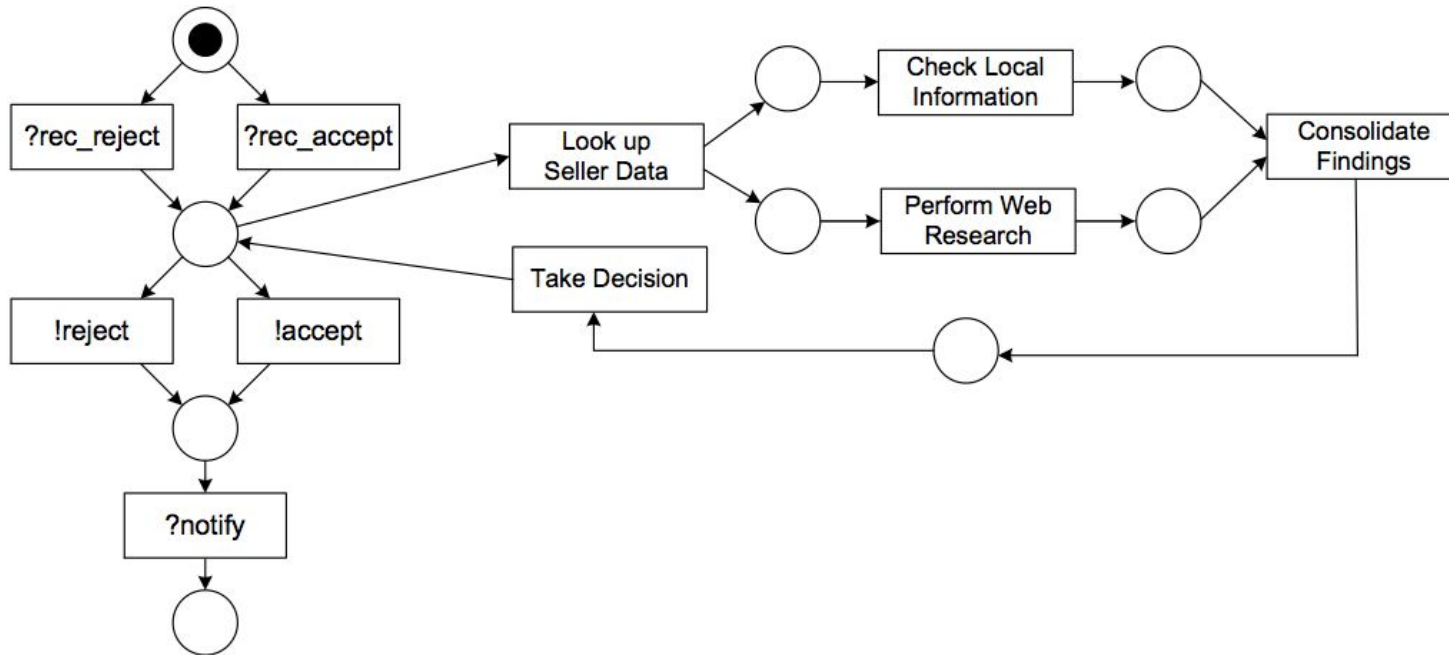 ?rec_reject
?rec_accept
!reject
!accept
?notify
Look up
Seller Data
Take Decision
Check Local
Information
Perform Web
Research
Consolidate
Findings